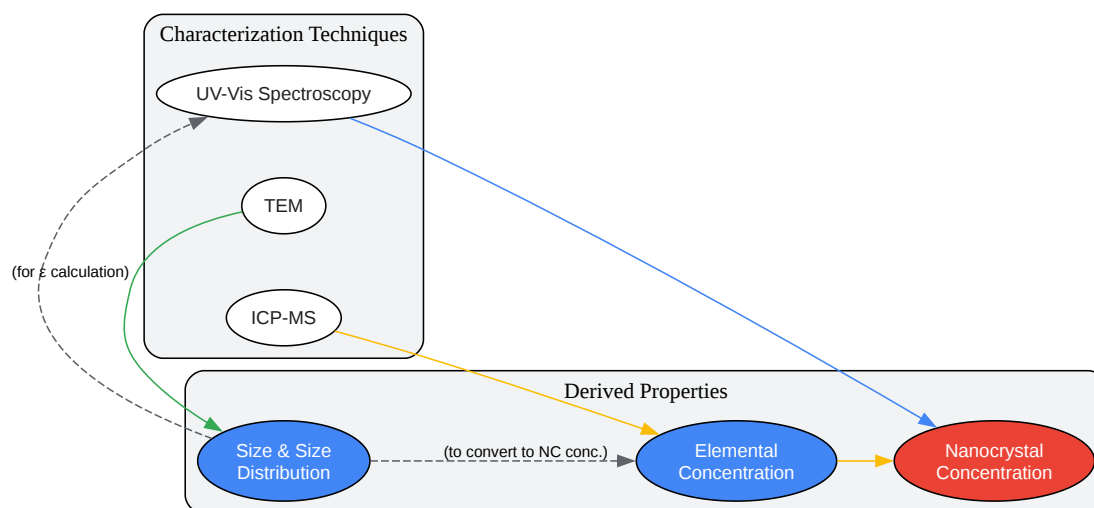 Characterization Techniques
UV-Vis Spectroscopy
TEM
(for ε calculation)
ICP-MS
Derived Properties
Size & Size
Distribution
(to convert to NC conc.)
Elemental
Concentration
Nanocrystal
Concentration